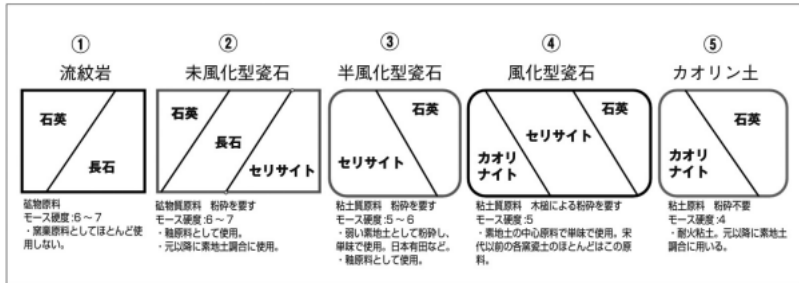 ①
流紋岩
石英
長石
鉱物原料
モース硬度:6～7
・窯業原料としてほとんど使
用しない。
②
未風化型瓷石
石英
長石
セリサイト
鉱物質原料 粉砕を要す
モース硬度:6～7
・釉原料として使用。
・元以降に素地土調合に使用。
③
半風化型瓷石
石英
セリサイト
粘土質原料 粉砕を要す
モース硬度:5～6
・弱い素地土として粉砕し、
単味で使用。日本有田など。
・釉原料として使用。
④
風化型瓷石
石英
セリサイト
カオリ
ナイト
粘土質原料 木槌による粉砕を要す
モース硬度:5
・素地土の中心原料で単味で使用。宋
代以前の各窯瓷土のほとんどはこの原
料。
⑤
カオリン土
石英
カオリ
ナイト
粘土原料 粉砕不要
モース硬度:4
・耐火粘土。元以降に素地土
調合に用いる。